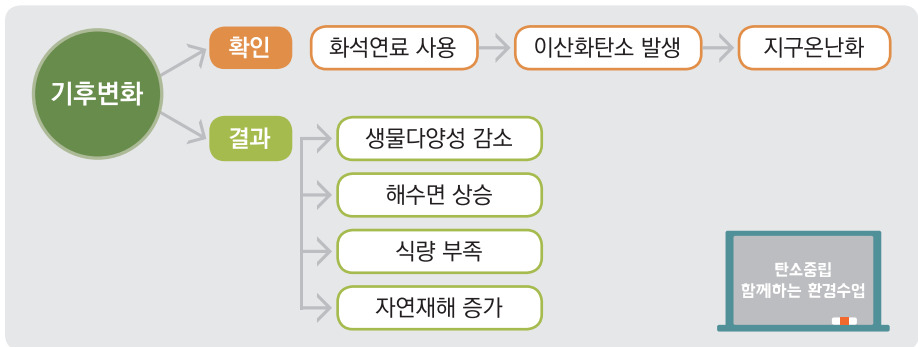 기후변화
확인
화석연료 사용
이산화탄소 발생
지구온난화
결과
생물다양성 감소
해수면 상승
식량 부족
자연재해 증가
탄소중립
함께하는 환경수업